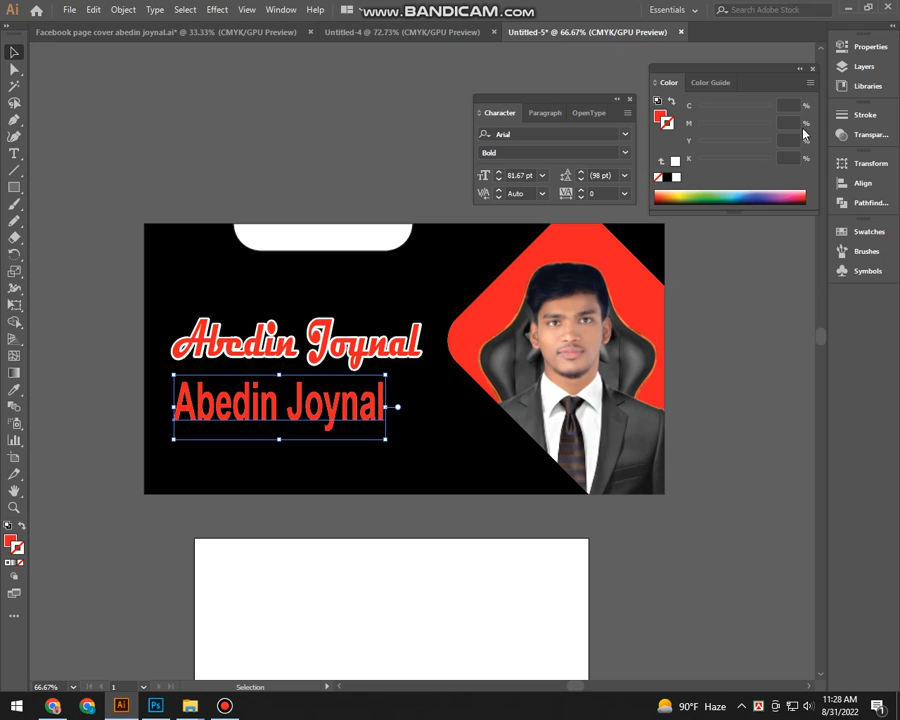 Ai File Edit Object Type Select Effect View Window Help www.BANDICAM.com Essentials Search Adobe Stock
Facebook page cover abedin joynal.ai* @ 33.33% (CMYK/GPU Preview) × Untitled-4 @ 72.73% (CMYK/GPU Preview) × Untitled-5* @ 66.67% (CMYK/GPU Preview) ×
Properties
Layers
Libraries
Stroke
Transpar...
Transform
Align
Pathfind...
Swatches
Brushes
Symbols
Color Color Guide
C %
M %
Y %
K %
Character Paragraph OpenType
Arial
Bold
81.67 pt (98 pt)
Auto 0
Abedin Joynal
Abedin Joynal
66.67% 1 Selection
Ai Ps 90°F Haze 11:28 AM
8/31/2022